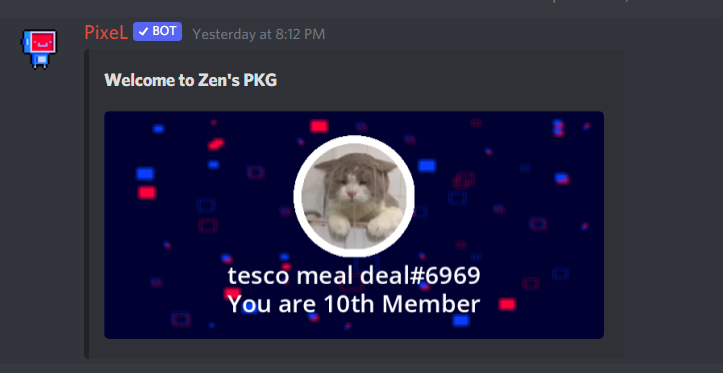 PixeL ✓ BOT Yesterday at 8:12 PM
Welcome to Zen's PKG
tesco meal deal#6969
You are 10th Member